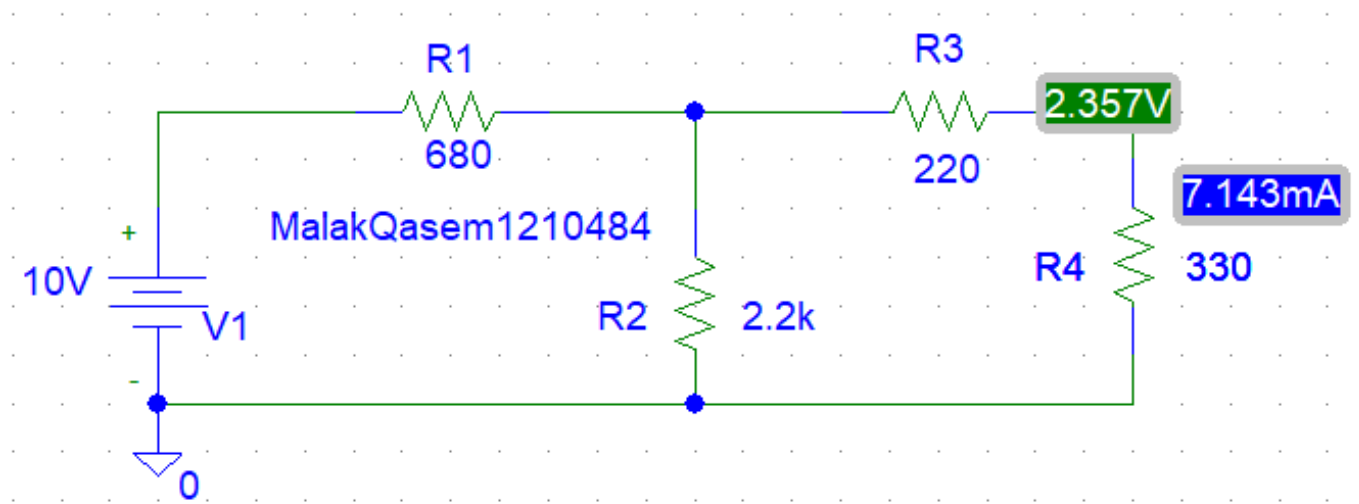 R1
680
R3
220
2.357V
7.143mA
MalakQasem1210484
+
10V
V1
-
R2
2.2k
R4
330
0